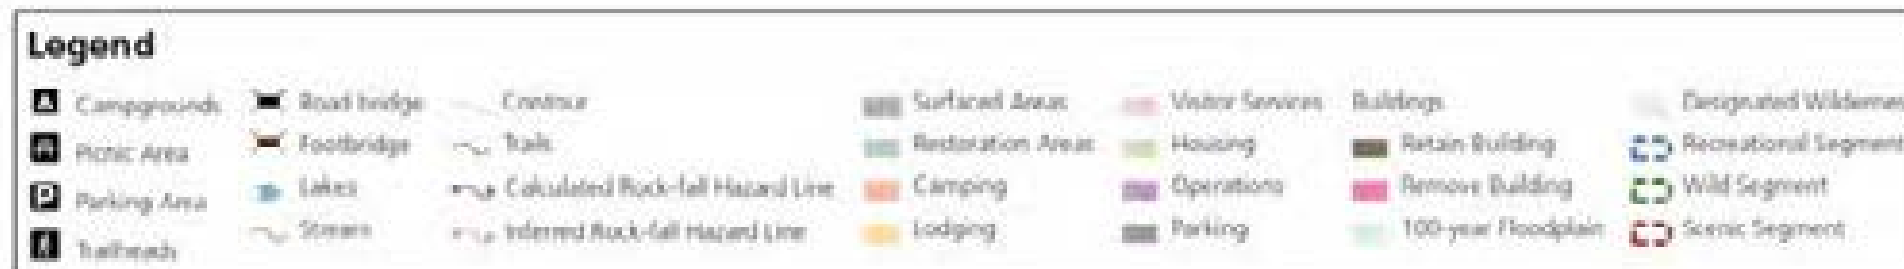 Legend
Campgrounds
Picnic Area
P Parking Area
Trailheads
Road bridge
Footbridge
Lakes
Stream
Contour
Trails
Calculated Rock-fall Hazard Line
Inferred Rock-fall Hazard Line
Surfaced Areas
Restoration Areas
Camping
Lodging
Visitor Services
Housing
Operations
Parking
Buildings
Retain Building
Remove Building
100-year Floodplain
Designated Wilderness
Recreational Segment
Wild Segment
Scenic Segment